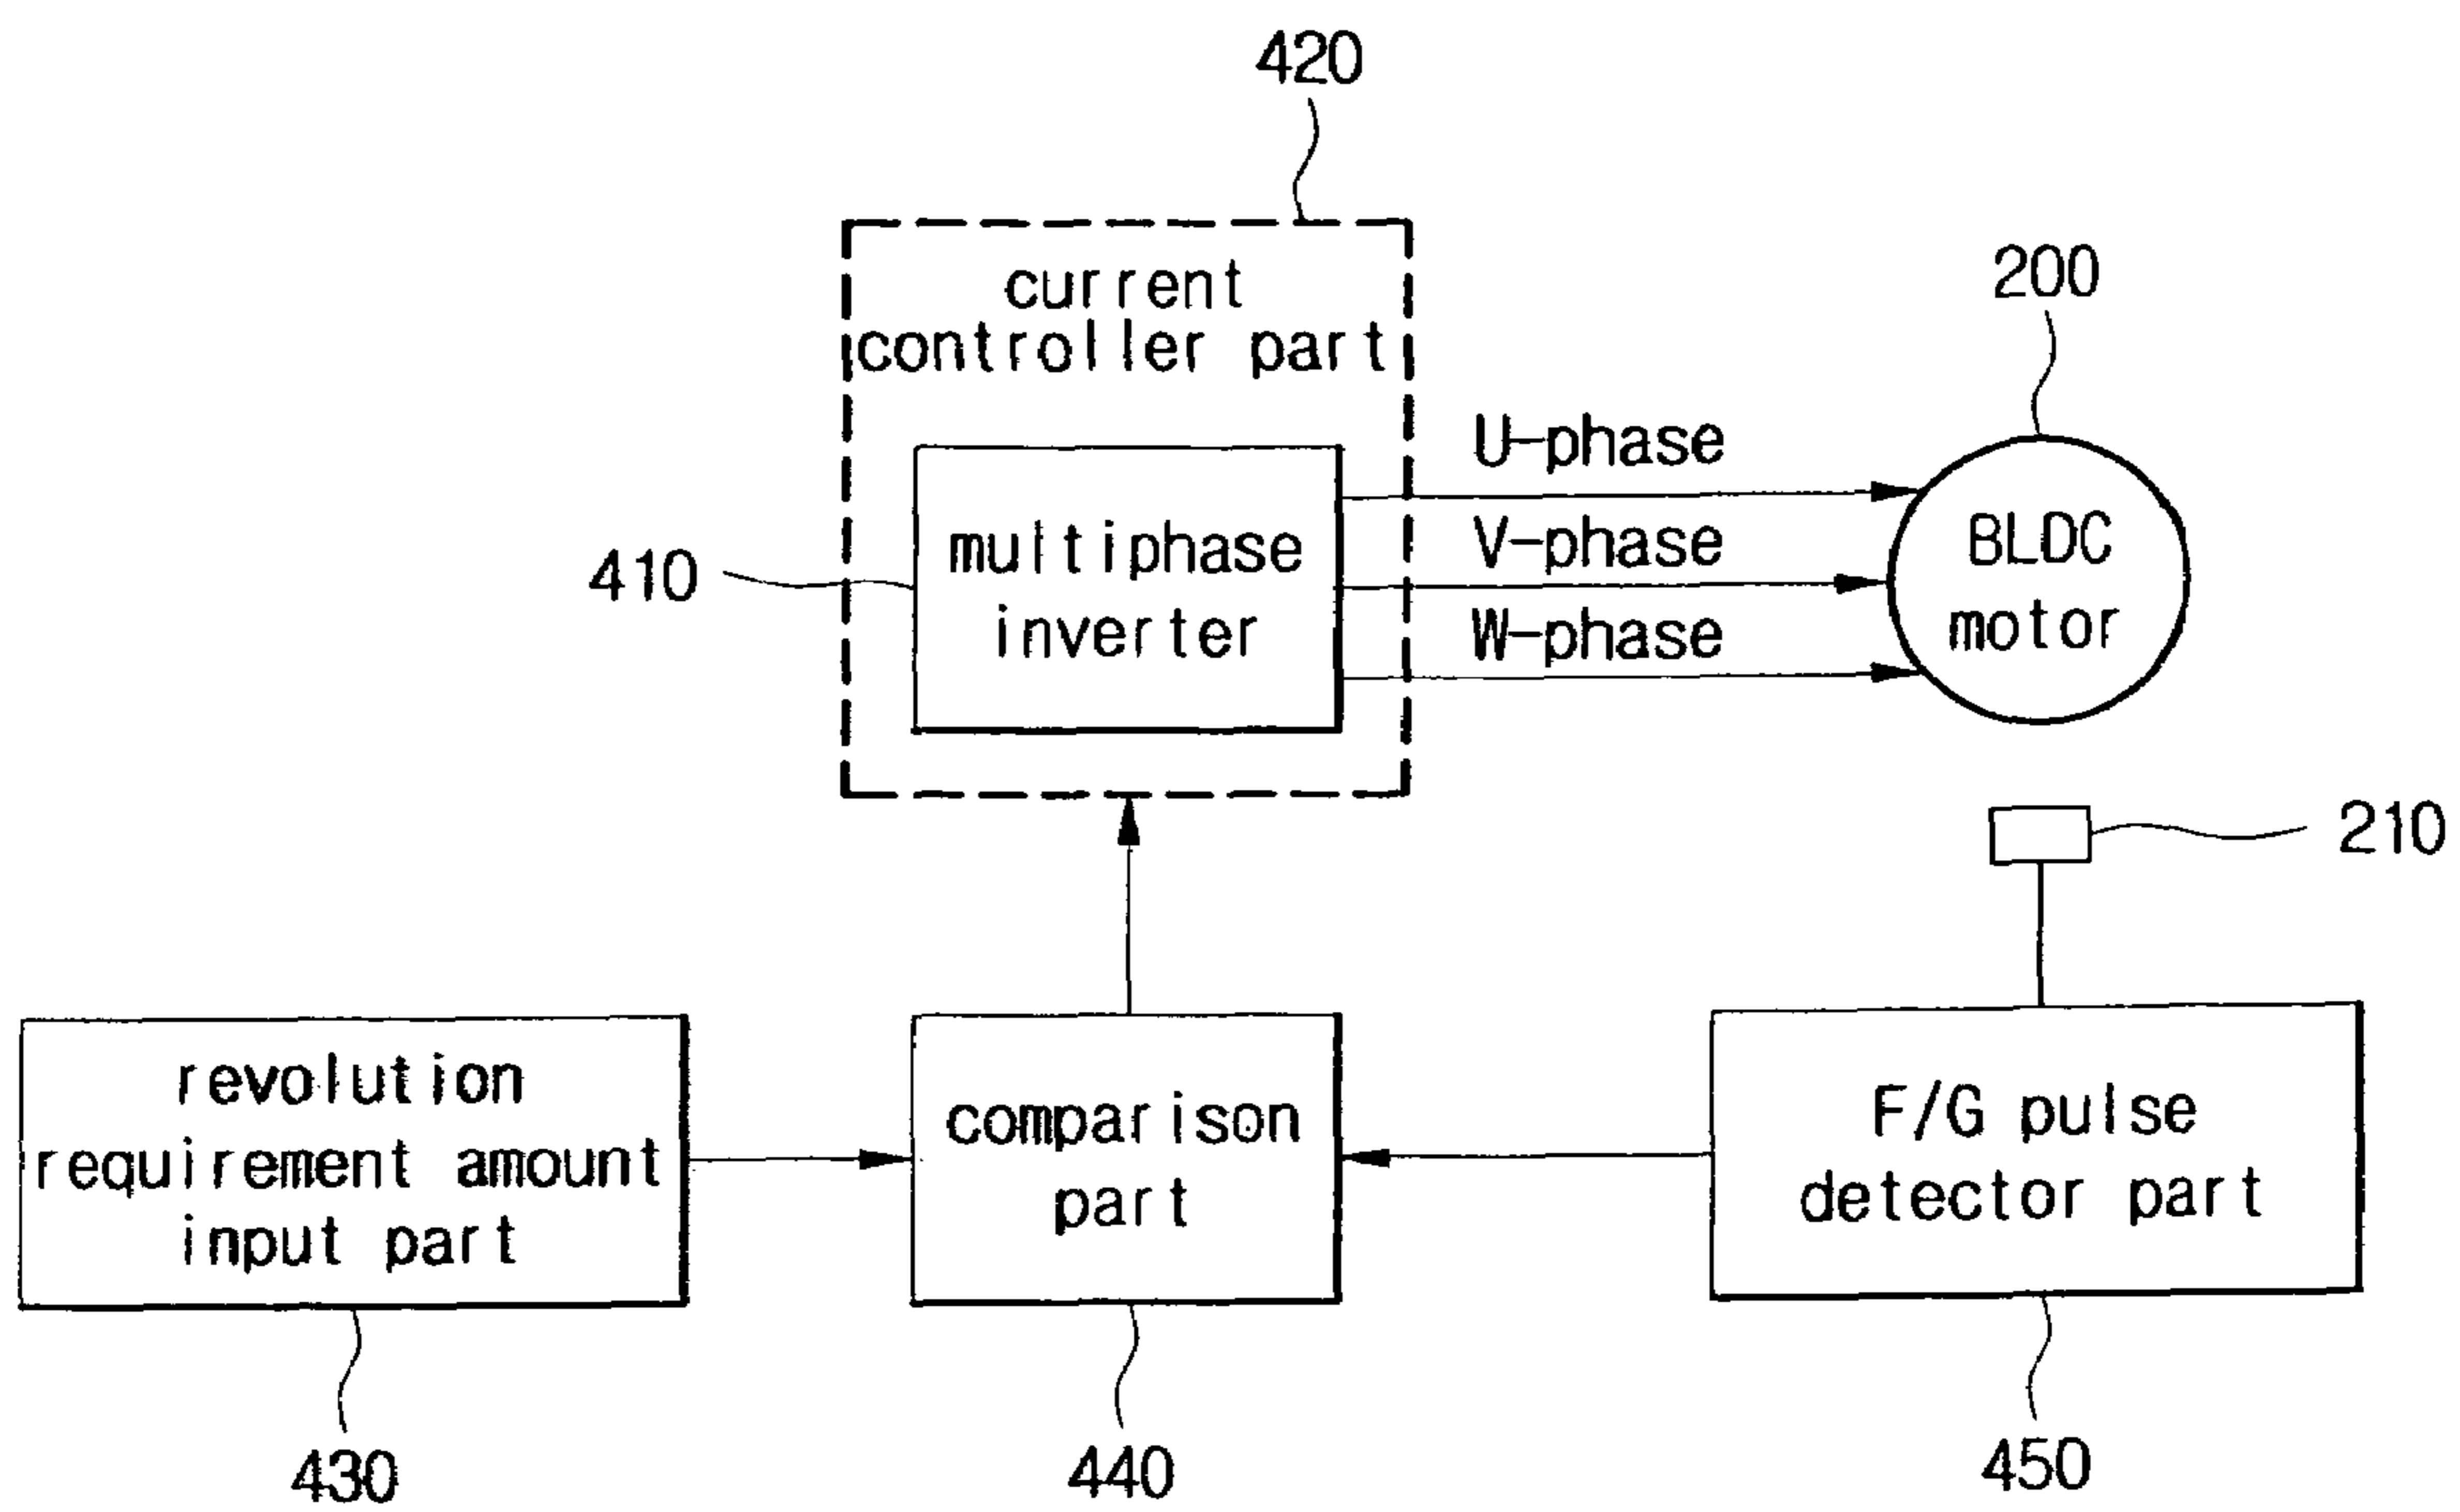 420
current
controller part
200
U-phase
V-phase
W-phase
410
multiphase
inverter
BLDC
motor
210
revolution
requirement amount
input part
comparison
part
F/G pulse
detector part
430
440
450